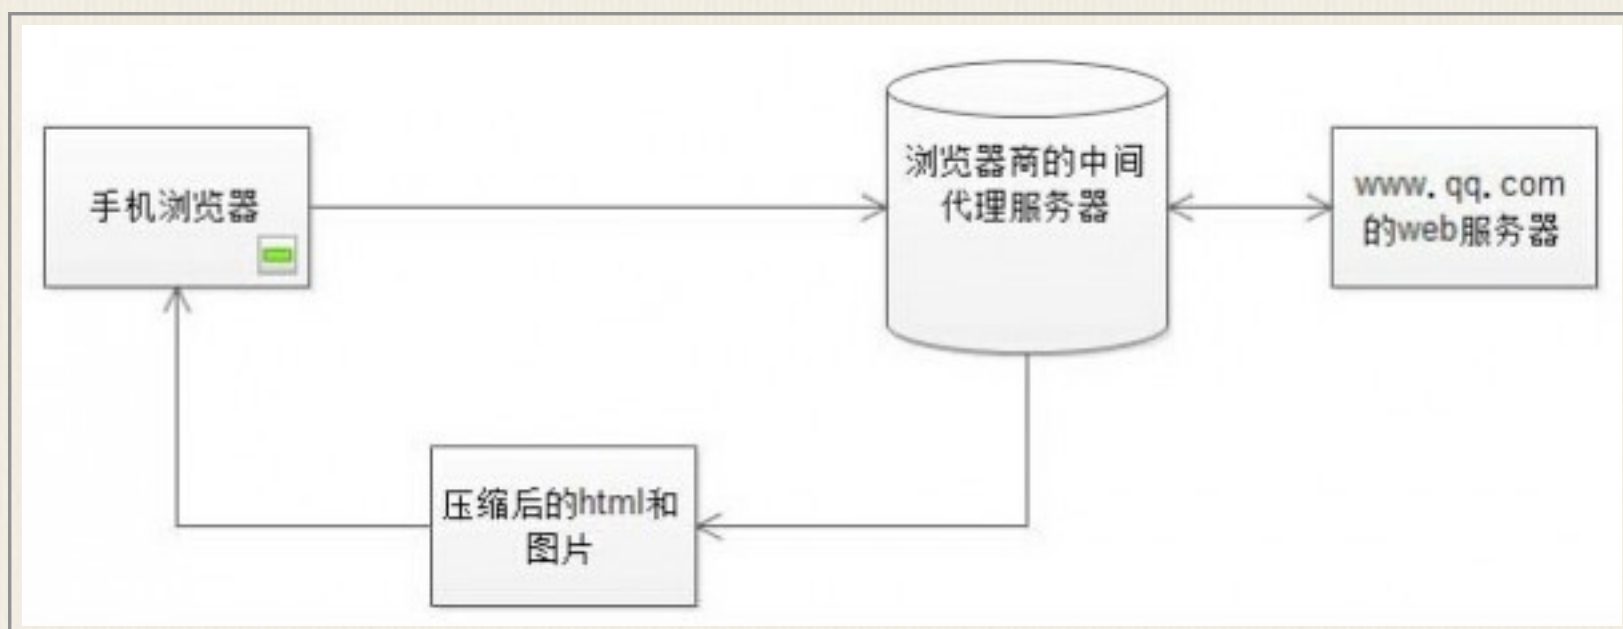 手机浏览器
浏览器商的中间
代理服务器
www.qq.com
的web服务器
压缩后的html和
图片